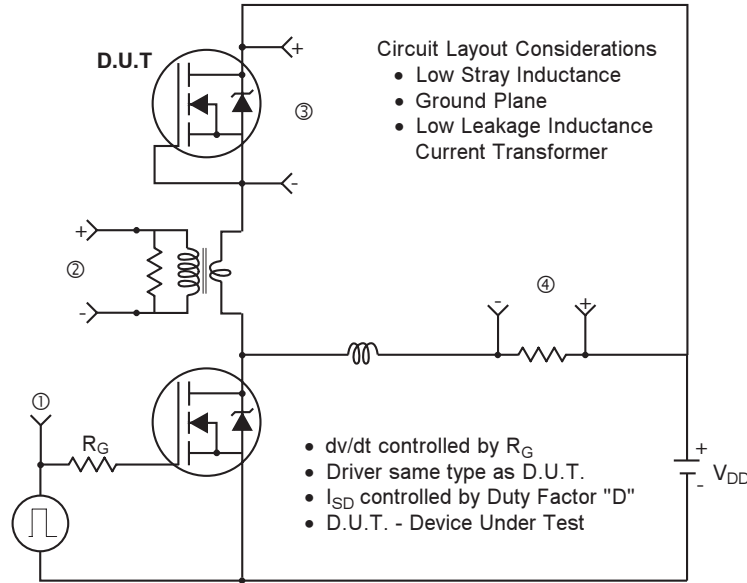 D.U.T
+
Circuit Layout Considerations
• Low Stray Inductance
• Ground Plane
• Low Leakage Inductance
Current Transformer
③
-
+
②
-
④
-
+
①
R_G
• dv/dt controlled by R_G
• Driver same type as D.U.T.
• I_SD controlled by Duty Factor "D"
• D.U.T. - Device Under Test
+
-
V_DD